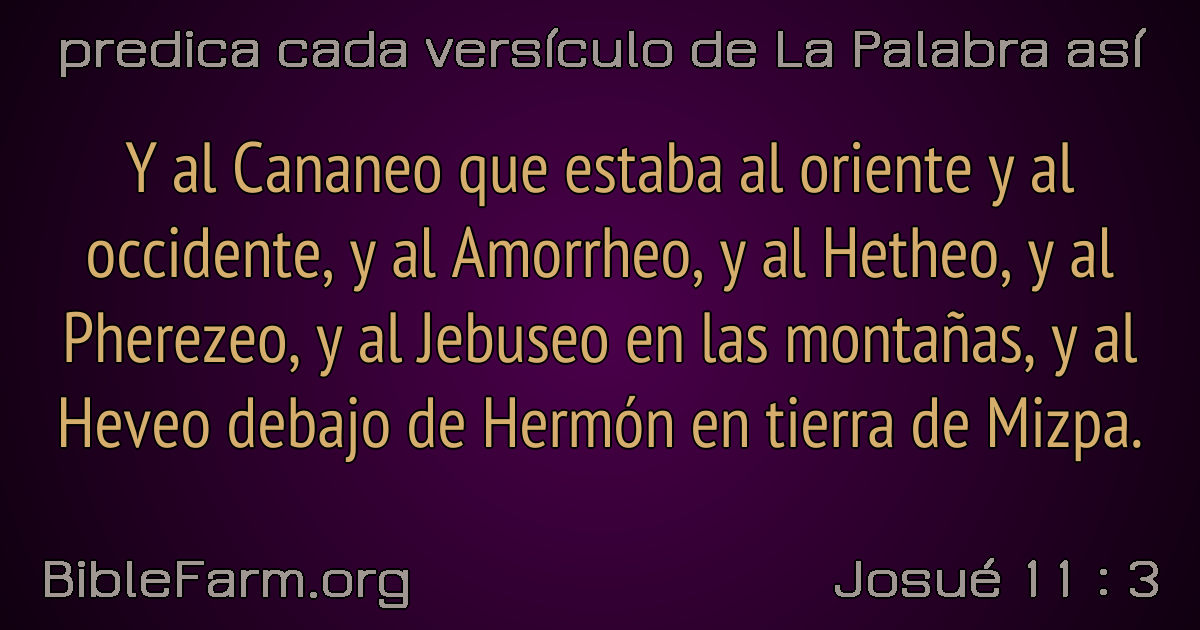 predica cada versículo de La Palabra así
Y al Cananeo que estaba al oriente y al
occidente, y al Amorrheo, y al Hetheo, y al
Pherezeo, y al Jebuseo en las montañas, y al
Heveo debajo de Hermón en tierra de Mizpa.
BibleFarm.org
Josué 11 : 3